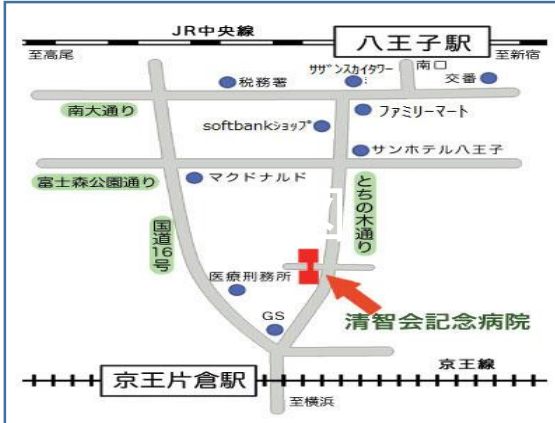 JR中央線
八王子駅
至高尾
至新宿
南口
サザンスカイタワー
交番
税務署
南大通り
ファミリーマート
softbankショップ
サンホテル八王子
富士森公園通り
マクドナルド
とちの木通り
国道16号
医療刑務所
清智会記念病院
GS
京王線
京王片倉駅
至横浜